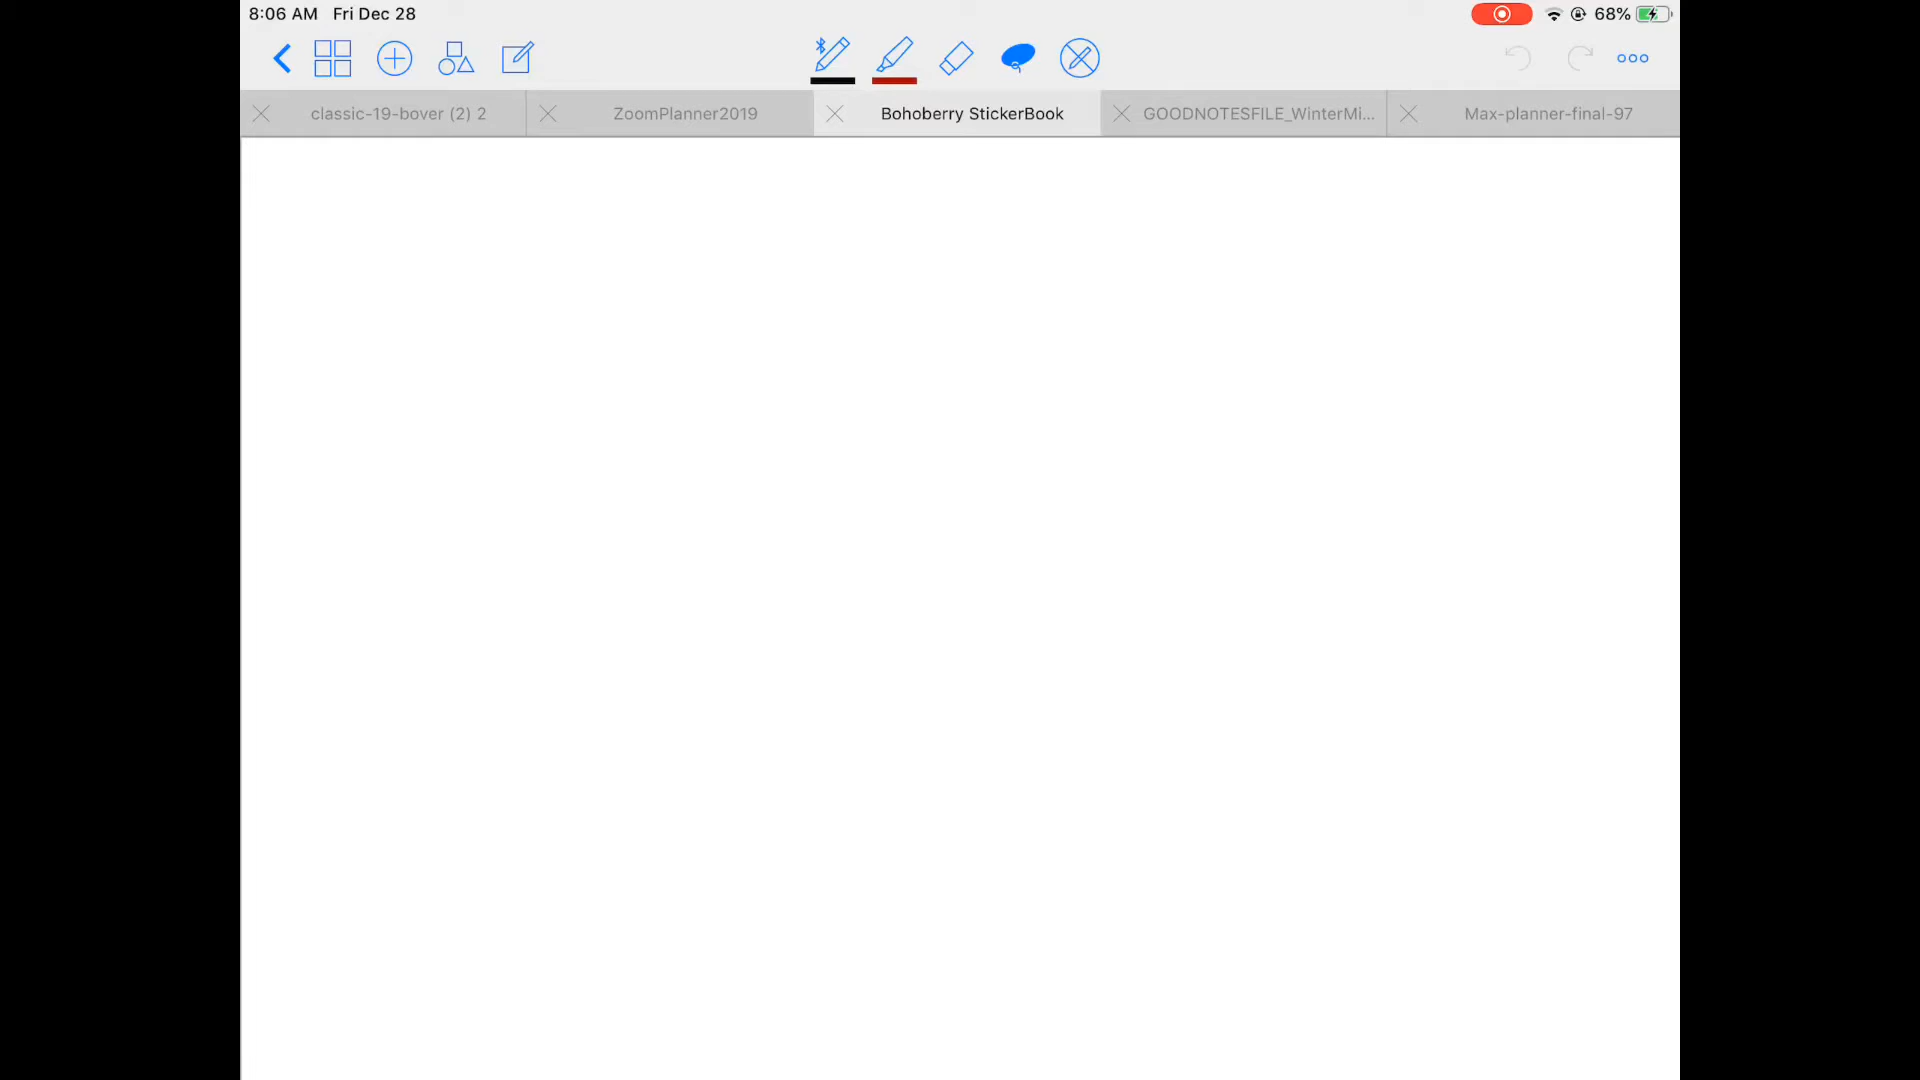 8:06 AM Fri Dec 28
68%
classic-19-bover (2) 2
ZoomPlanner2019
Bohoberry StickerBook
GOODNOTESFILE_WinterMi...
Max-planner-final-97